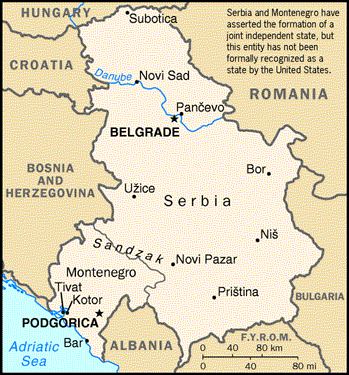 HUNGARY
Subotica
Serbia and Montenegro have
asserted the formation of a
joint independent state, but
this entity has not been
formally recognized as a
state by the United States.
CROATIA
Danube
Novi Sad
ROMANIA
Pančevo
BELGRADE
BOSNIA
AND
HERZEGOVINA
Bor
Užice
Serbia
Sandzak
Niš
Novi Pazar
Montenegro
Tivat
Kotor
Priština
BULGARIA
PODGORICA
Bar
ALBANIA
Adriatic
Sea
F.Y.R.O.M.
0 40 80 km
0 40 80 mi